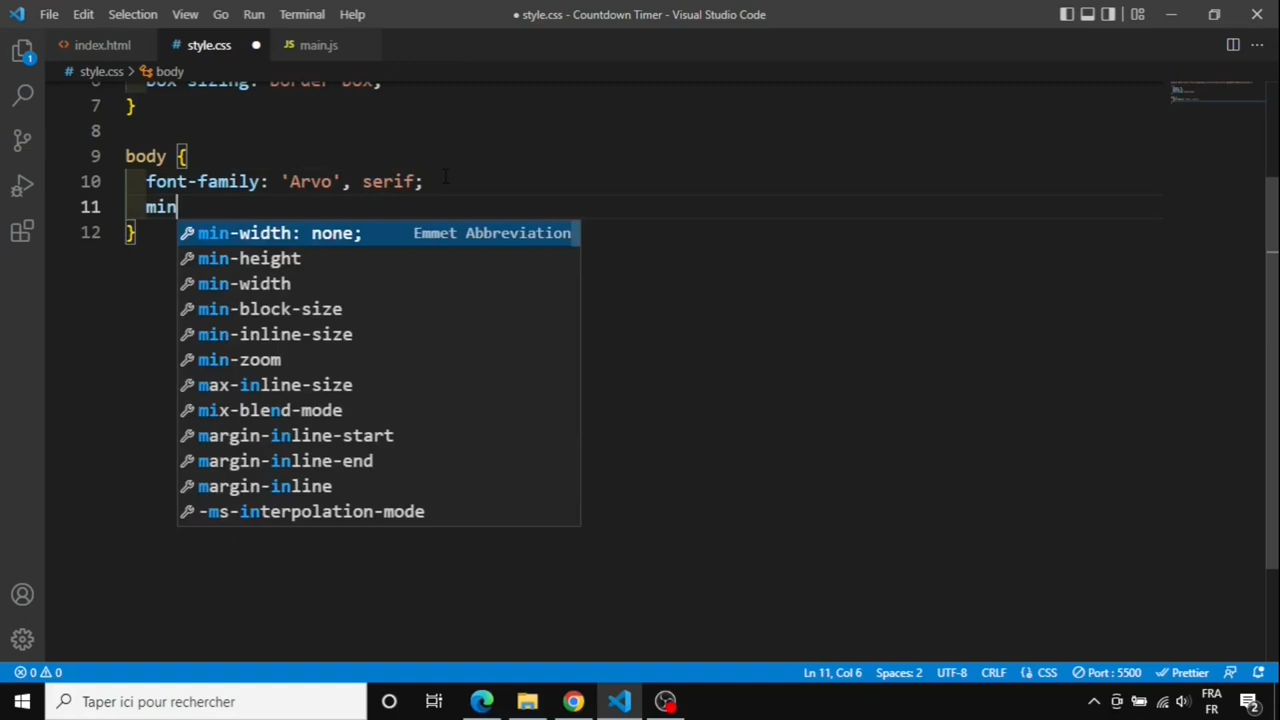 File Edit Selection View Go Run Terminal Help ● style.css - Countdown Timer - Visual Studio Code
index.html # style.css ● JS main.js
# style.css > body
6 box-sizing: border-box;
7 }
8
9 body {
10 font-family: 'Arvo', serif;
11 min
12 }
min-width: none; Emmet Abbreviation
min-height
min-width
min-block-size
min-inline-size
min-zoom
max-inline-size
mix-blend-mode
margin-inline-start
margin-inline-end
margin-inline
-ms-interpolation-mode
1
0 0 Ln 11, Col 6 Spaces: 2 UTF-8 CRLF {} CSS Port : 5500 Prettier
Taper ici pour rechercher FRA
FR 2